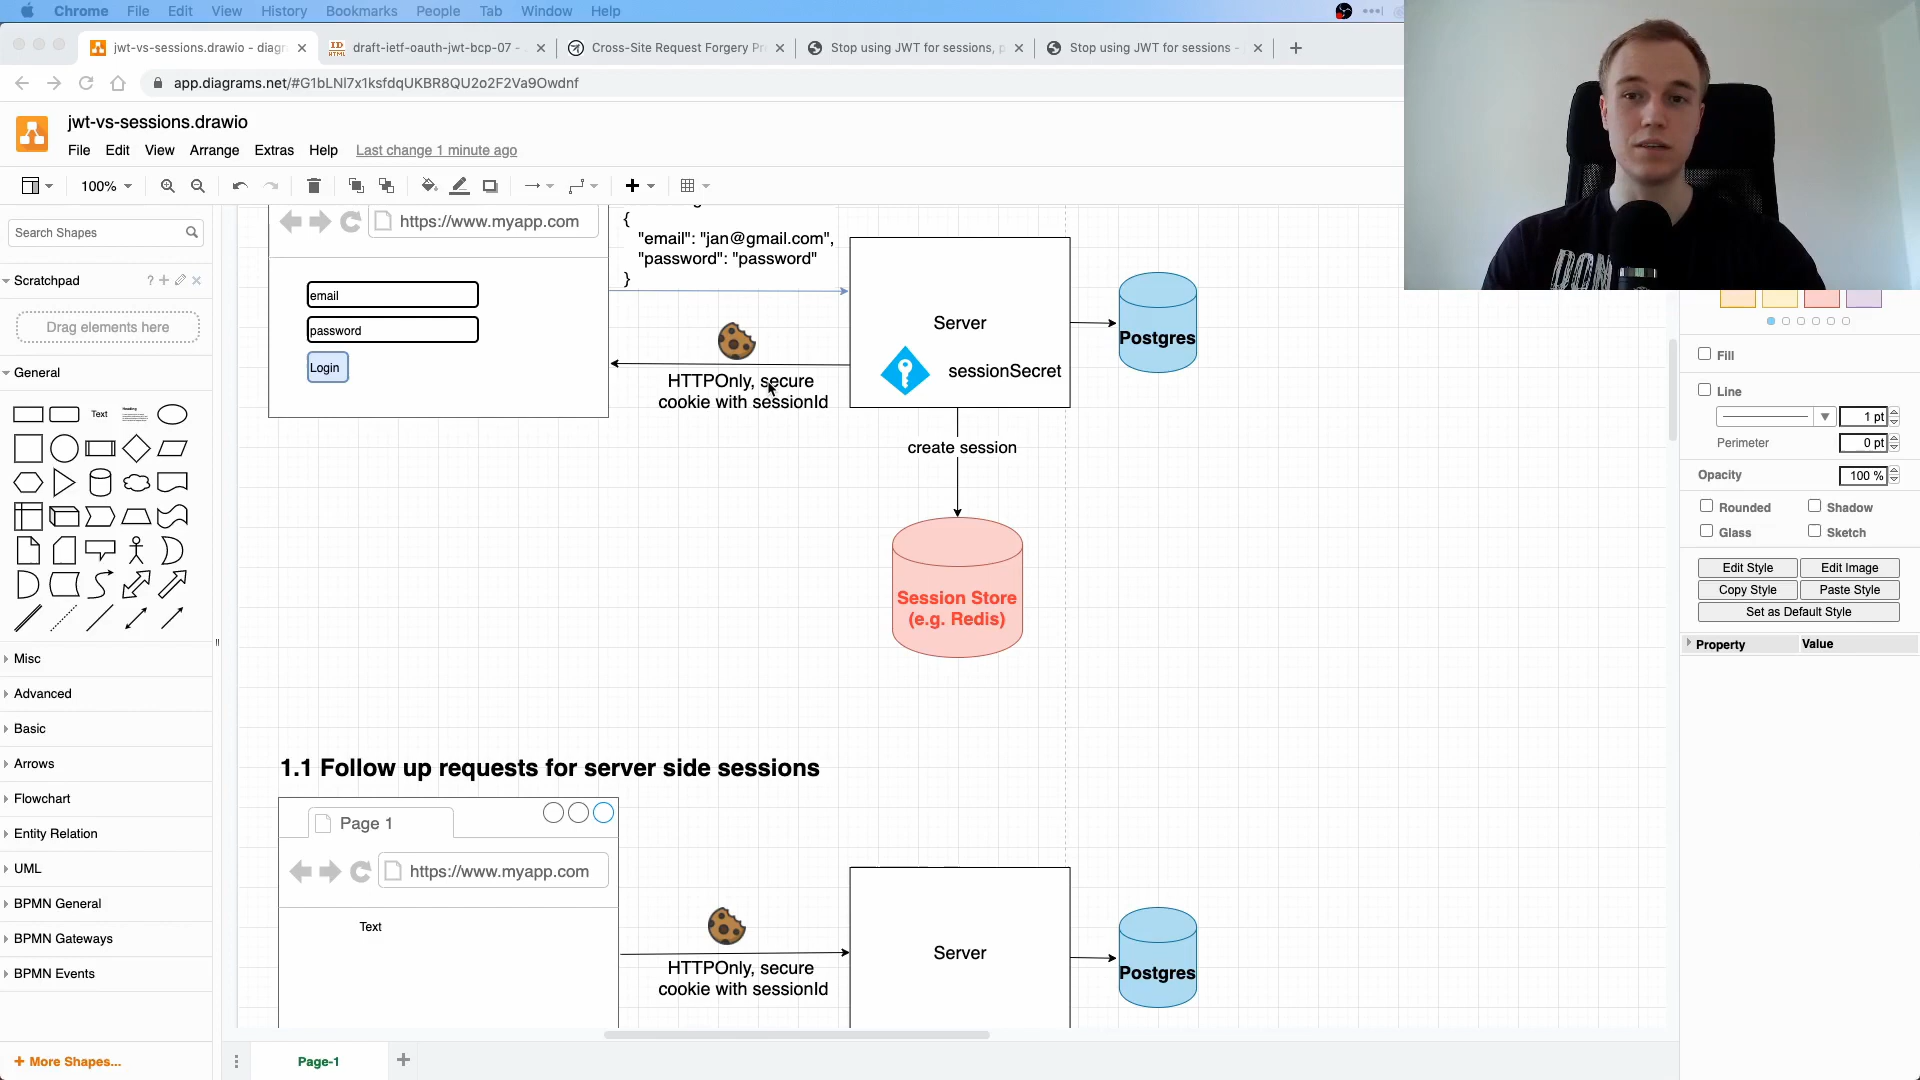 Chrome File Edit View History Bookmarks People Tab Window Help
jwt-vs-sessions.drawio - diagr
draft-ietf-oauth-jwt-bcp-07 -
Cross-Site Request Forgery Pr
Stop using JWT for sessions, p
Stop using JWT for sessions -
app.diagrams.net/#G1bLNl7x1ksfdqUKBR8QU2o2F2Va9Owdnf
jwt-vs-sessions.drawio
File Edit View Arrange Extras Help Last change 1 minute ago
100%
Search Shapes
Scratchpad
?
Drag elements here
General
Text
Heading
Misc
Advanced
Basic
Arrows
Flowchart
Entity Relation
UML
BPMN General
BPMN Gateways
BPMN Events
+ More Shapes...
https://www.myapp.com
email
password
Login
{
"email": "jan@gmail.com",
"password": "password"
}
HTTPOnly, secure
cookie with sessionId
Server
sessionSecret
Postgres
create session
Session Store
(e.g. Redis)
1.1 Follow up requests for server side sessions
Page 1
https://www.myapp.com
Text
HTTPOnly, secure
cookie with sessionId
Server
Postgres
Page-1
Fill
Line
1 pt
Perimeter
0 pt
Opacity
100 %
Rounded
Shadow
Glass
Sketch
Edit Style
Edit Image
Copy Style
Paste Style
Set as Default Style
Property Value